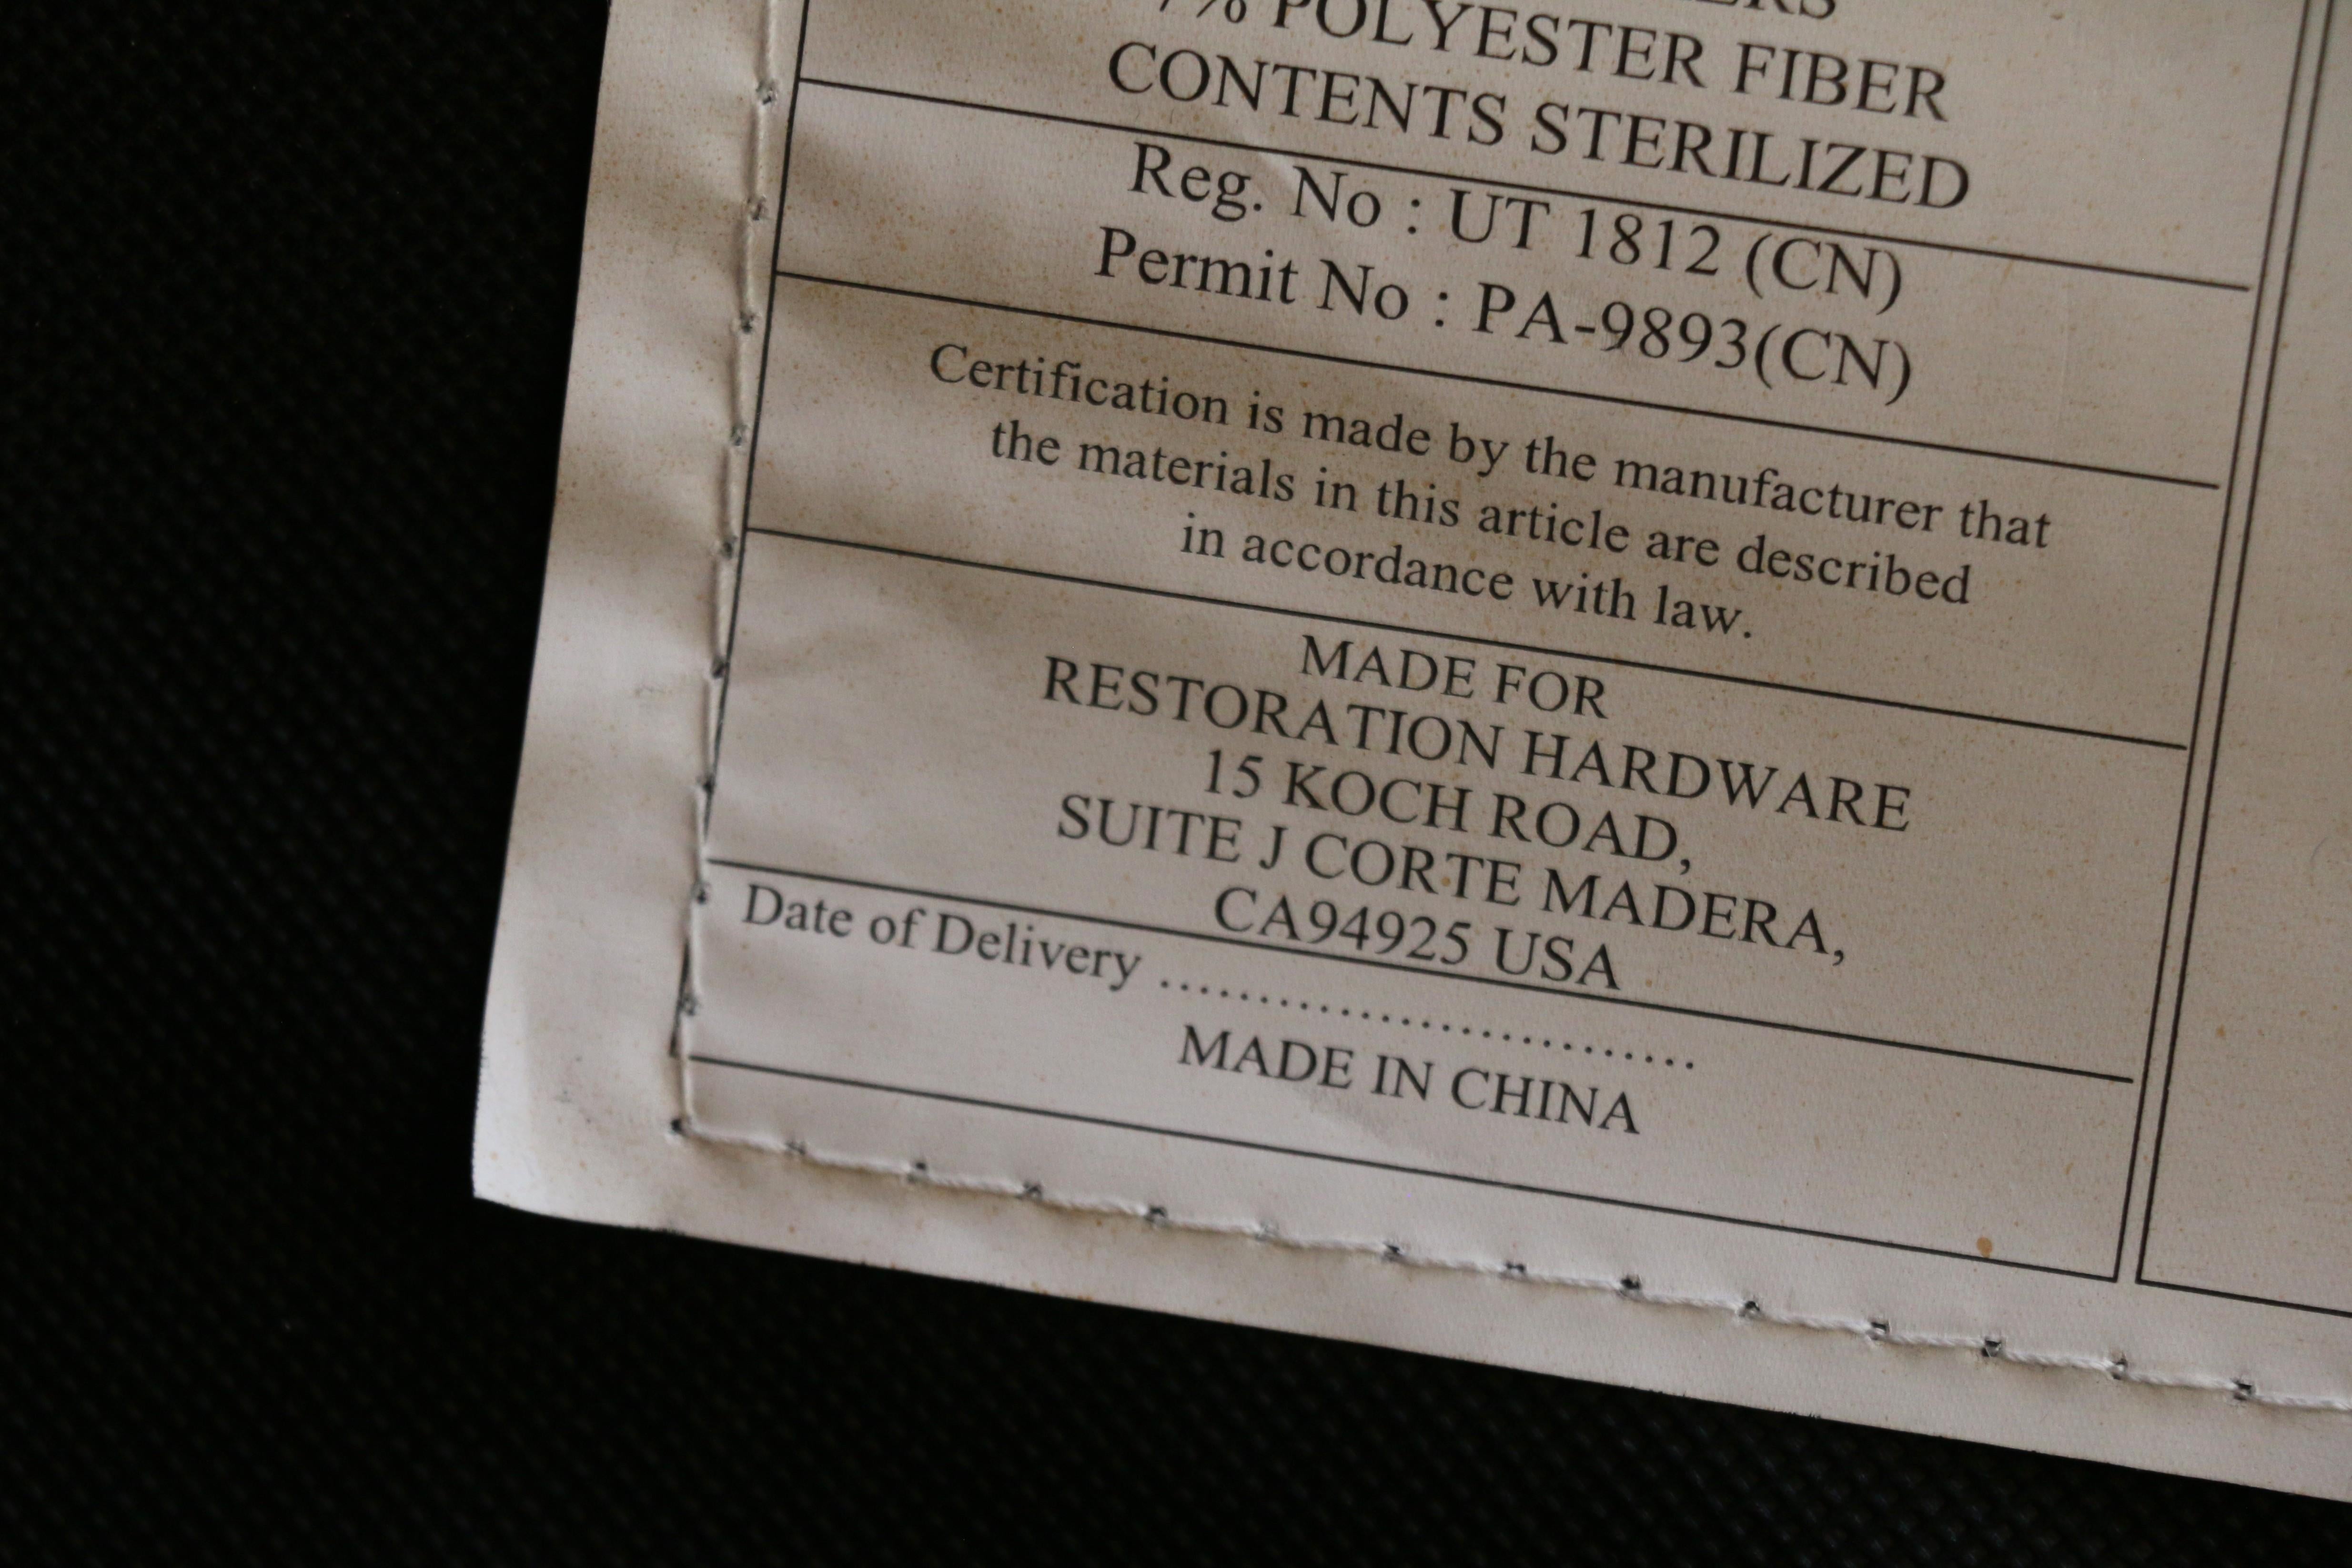 % POLYESTER FIBER
CONTENTS STERILIZED
Reg. No : UT 1812 (CN)
Permit No : PA-9893(CN)
Certification is made by the manufacturer that
the materials in this article are described
in accordance with law.
MADE FOR
RESTORATION HARDWARE
15 KOCH ROAD,
SUITE J CORTE MADERA,
CA94925 USA
Date of Delivery ...........................
MADE IN CHINA